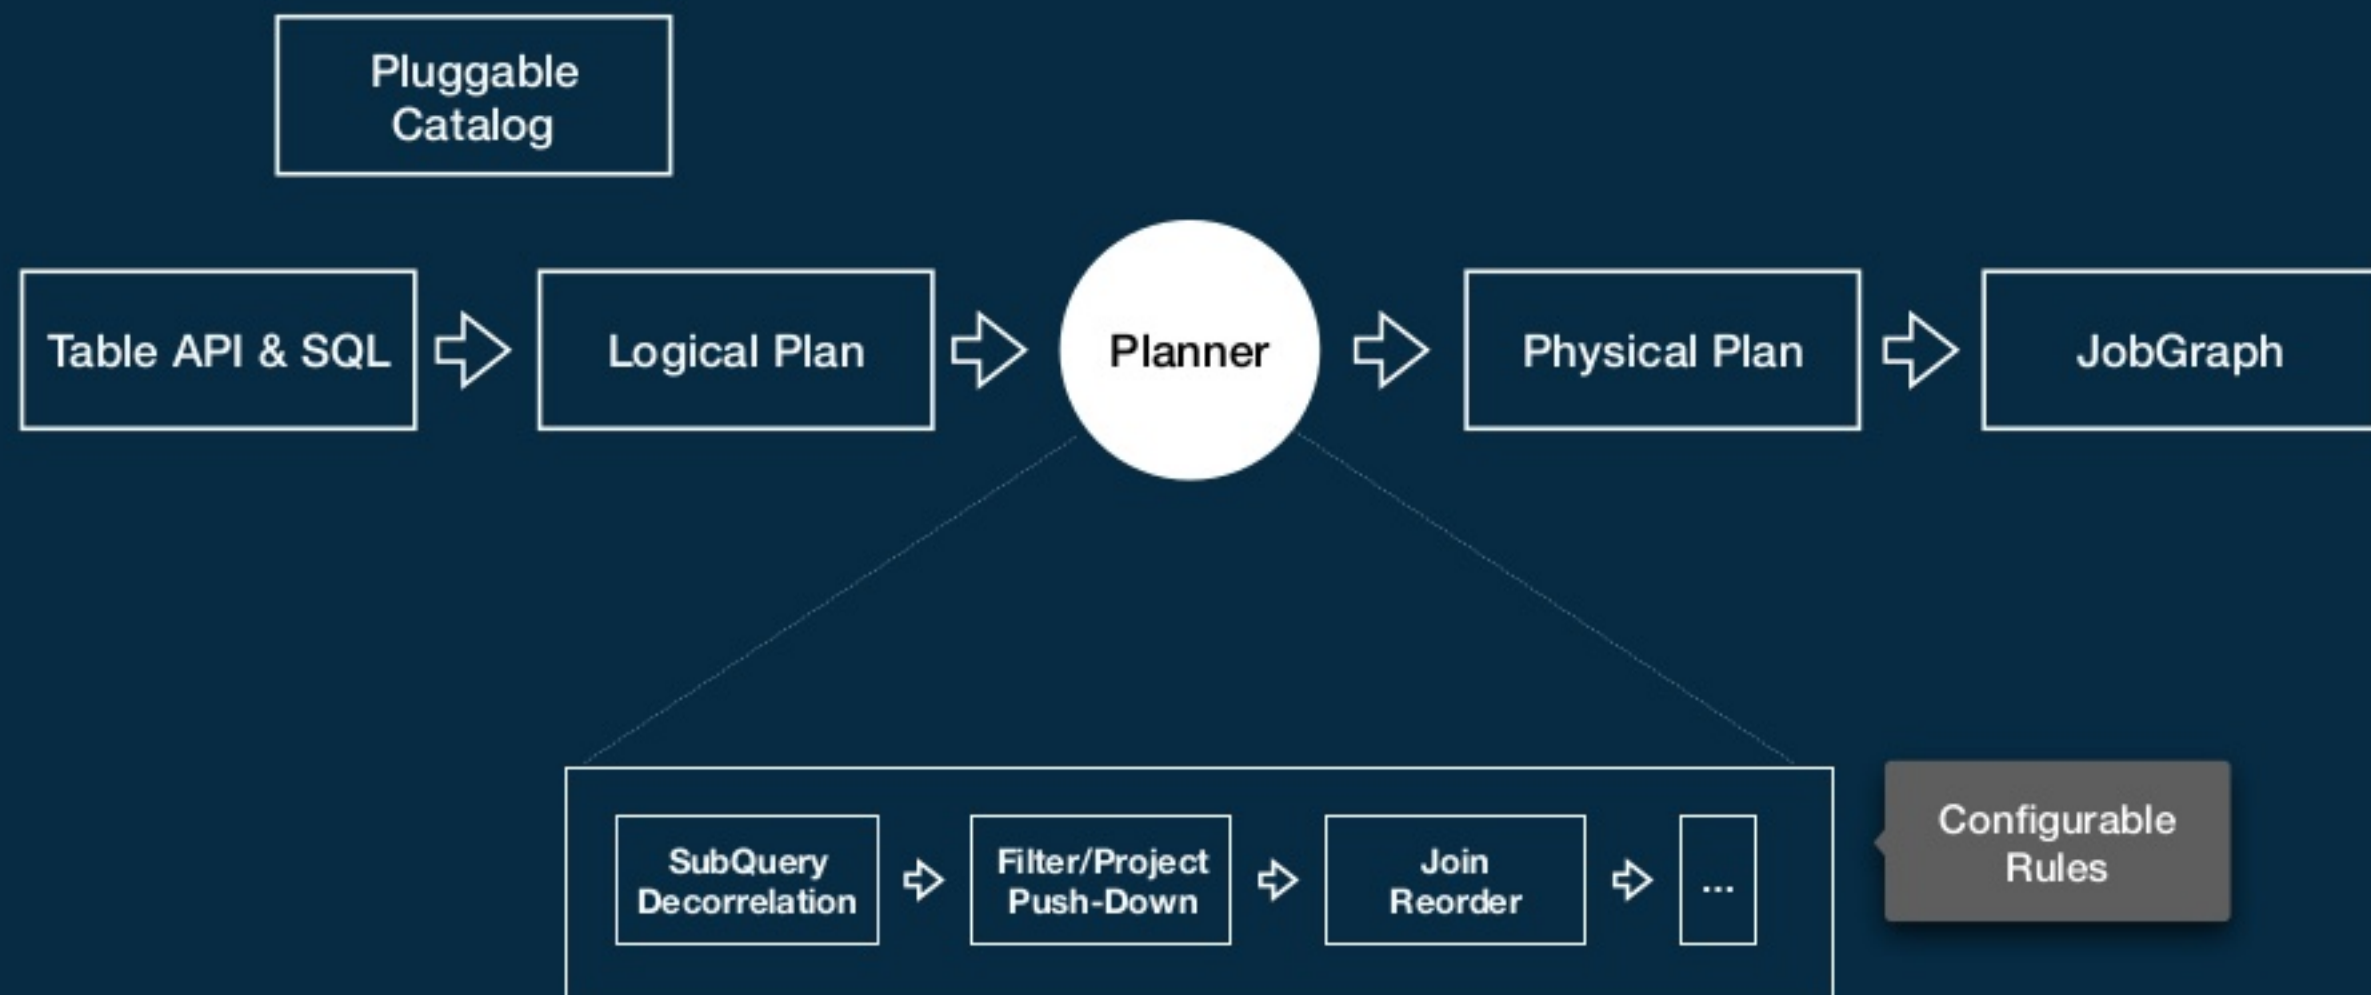 Pluggable
Catalog
Table API & SQL
Logical Plan
Planner
Physical Plan
JobGraph
SubQuery
Decorrelation
Filter/Project
Push-Down
Join
Reorder
...
Configurable
Rules